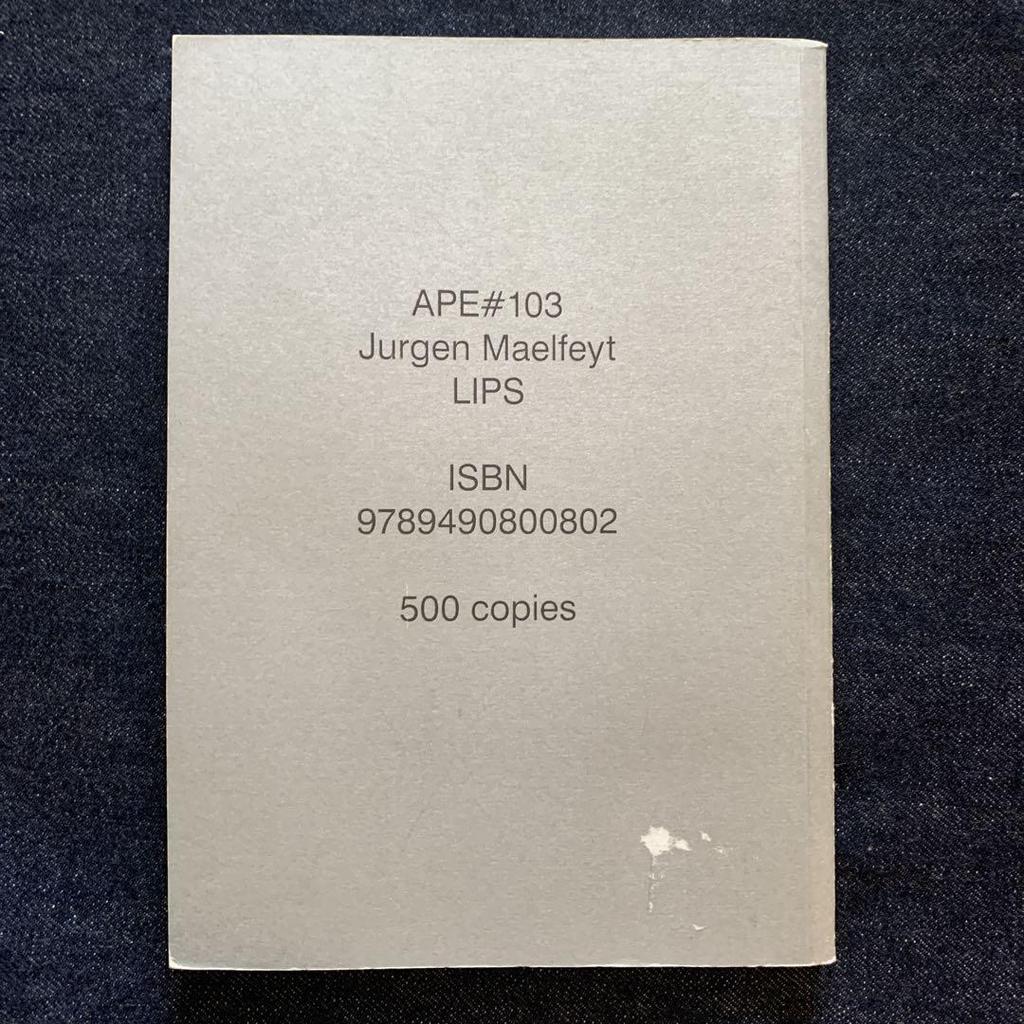 APE#103
Jurgen Maelfeyt
LIPS
ISBN
9789490800802
500 copies